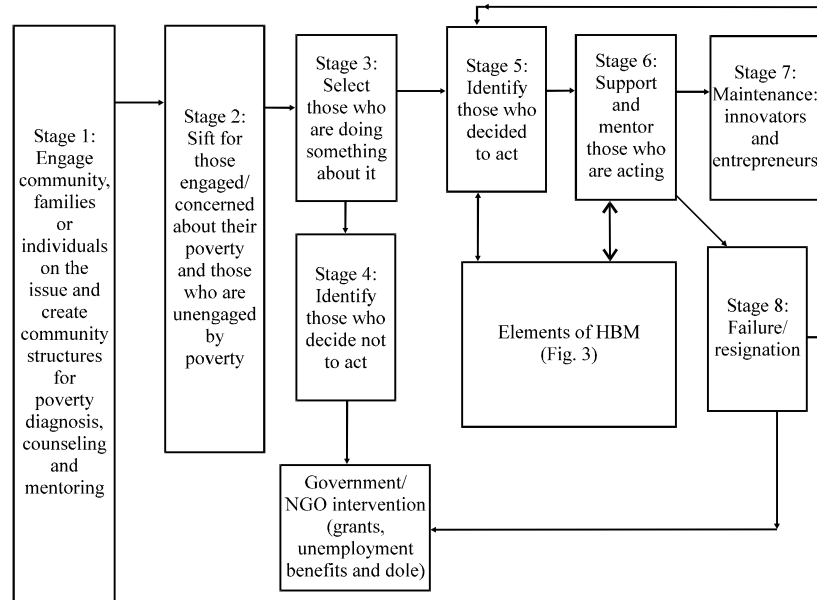 Stage 1:
Engage
community,
families
or
individuals
on the
issue and
create
community
structures
for
poverty
diagnosis,
counseling
and
mentoring
Stage 2:
Sift for
those
engaged/
concerned
about their
poverty
and those
who are
unengaged
by
poverty
Stage 3:
Select
those who
are doing
something
about it
Stage 4:
Identify
those who
decide not
to act
Government/
NGO intervention
(grants,
unemployment
benefits and dole)
Stage 5:
Identify
those who
decided
to act
Stage 6:
Support
and
mentor
those who
are acting
Elements of HBM
(Fig. 3)
Stage 7:
Maintenance:
innovators
and
entrepreneurs
Stage 8:
Failure/
resignation